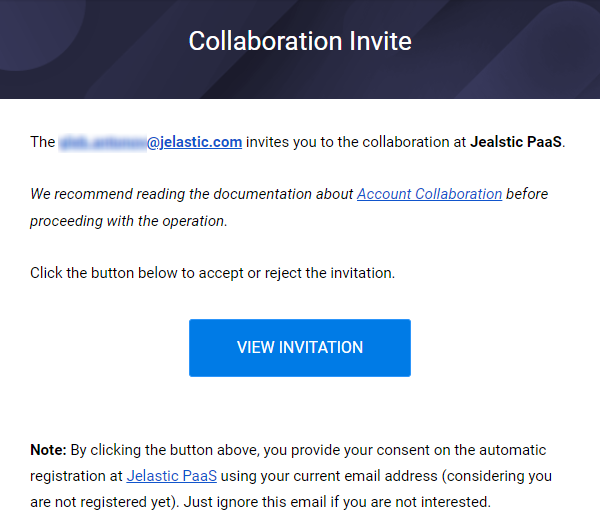 Collaboration Invite
The @jelastic.com invites you to the collaboration at Jealstic PaaS.
We recommend reading the documentation about Account Collaboration before
proceeding with the operation.
Click the button below to accept or reject the invitation.
VIEW INVITATION
Note: By clicking the button above, you provide your consent on the automatic
registration at Jelastic PaaS using your current email address (considering you
are not registered yet). Just ignore this email if you are not interested.